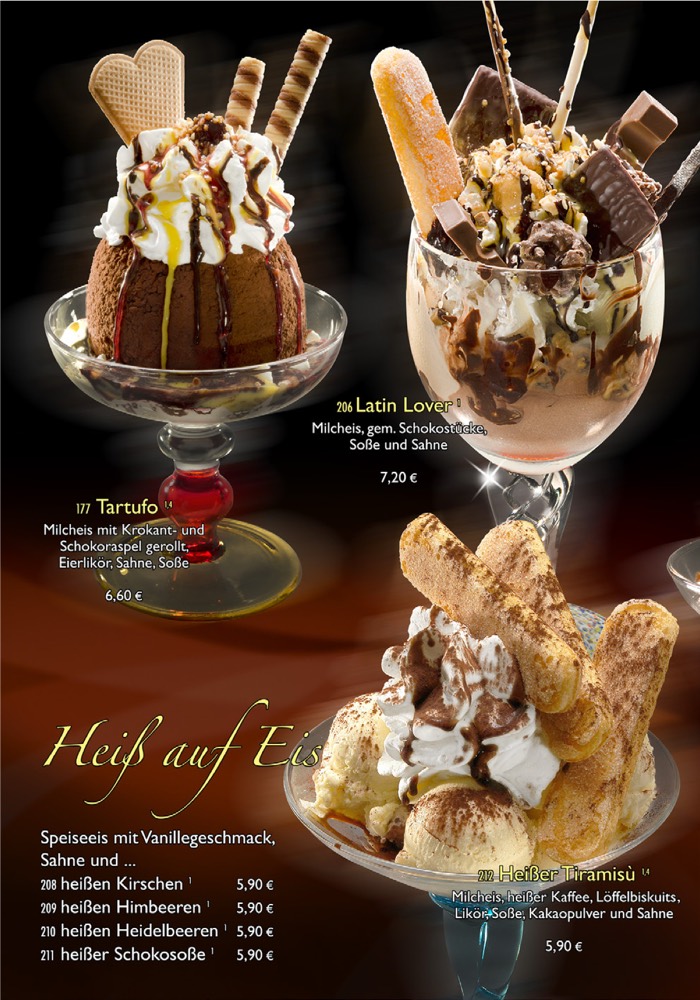 206 Latin Lover ¹
Milcheis, gem. Schokostücke,
Soße und Sahne
7,20 €
177 Tartufo ¹,⁴
Milcheis mit Krokant- und
Schokoraspel gerollt,
Eierlikör, Sahne, Soße
6,60 €
Heiß auf Eis
Speiseeis mit Vanillegeschmack,
Sahne und ...
208 heißen Kirschen ¹ 5,90 €
209 heißen Himbeeren ¹ 5,90 €
210 heißen Heidelbeeren ¹ 5,90 €
211 heißer Schokosoße ¹ 5,90 €
212 Heißer Tiramisù ¹,⁴
Milcheis, heißer Kaffee, Löffelbiskuits,
Likör, Soße, Kakaopulver und Sahne
5,90 €